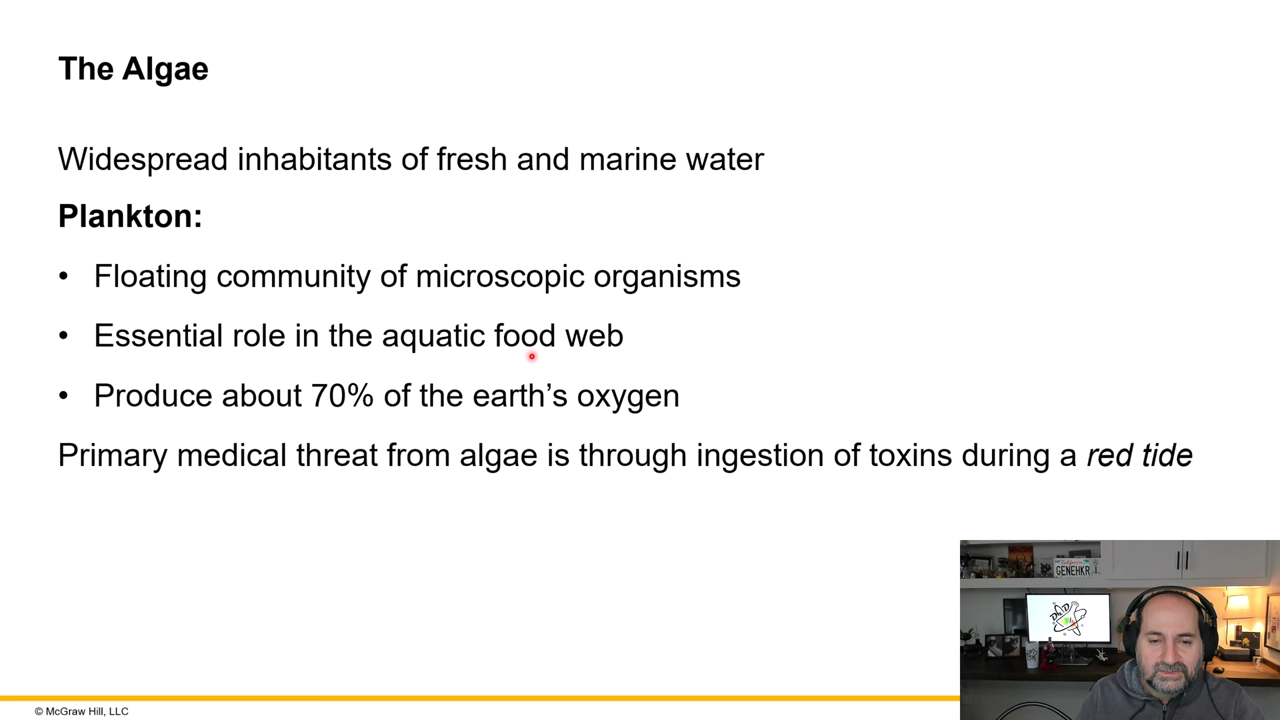 The Algae
Widespread inhabitants of fresh and marine water
Plankton:
• Floating community of microscopic organisms
• Essential role in the aquatic food web
• Produce about 70% of the earth’s oxygen
Primary medical threat from algae is through ingestion of toxins during a red tide
GENEHKR
© McGraw Hill, LLC